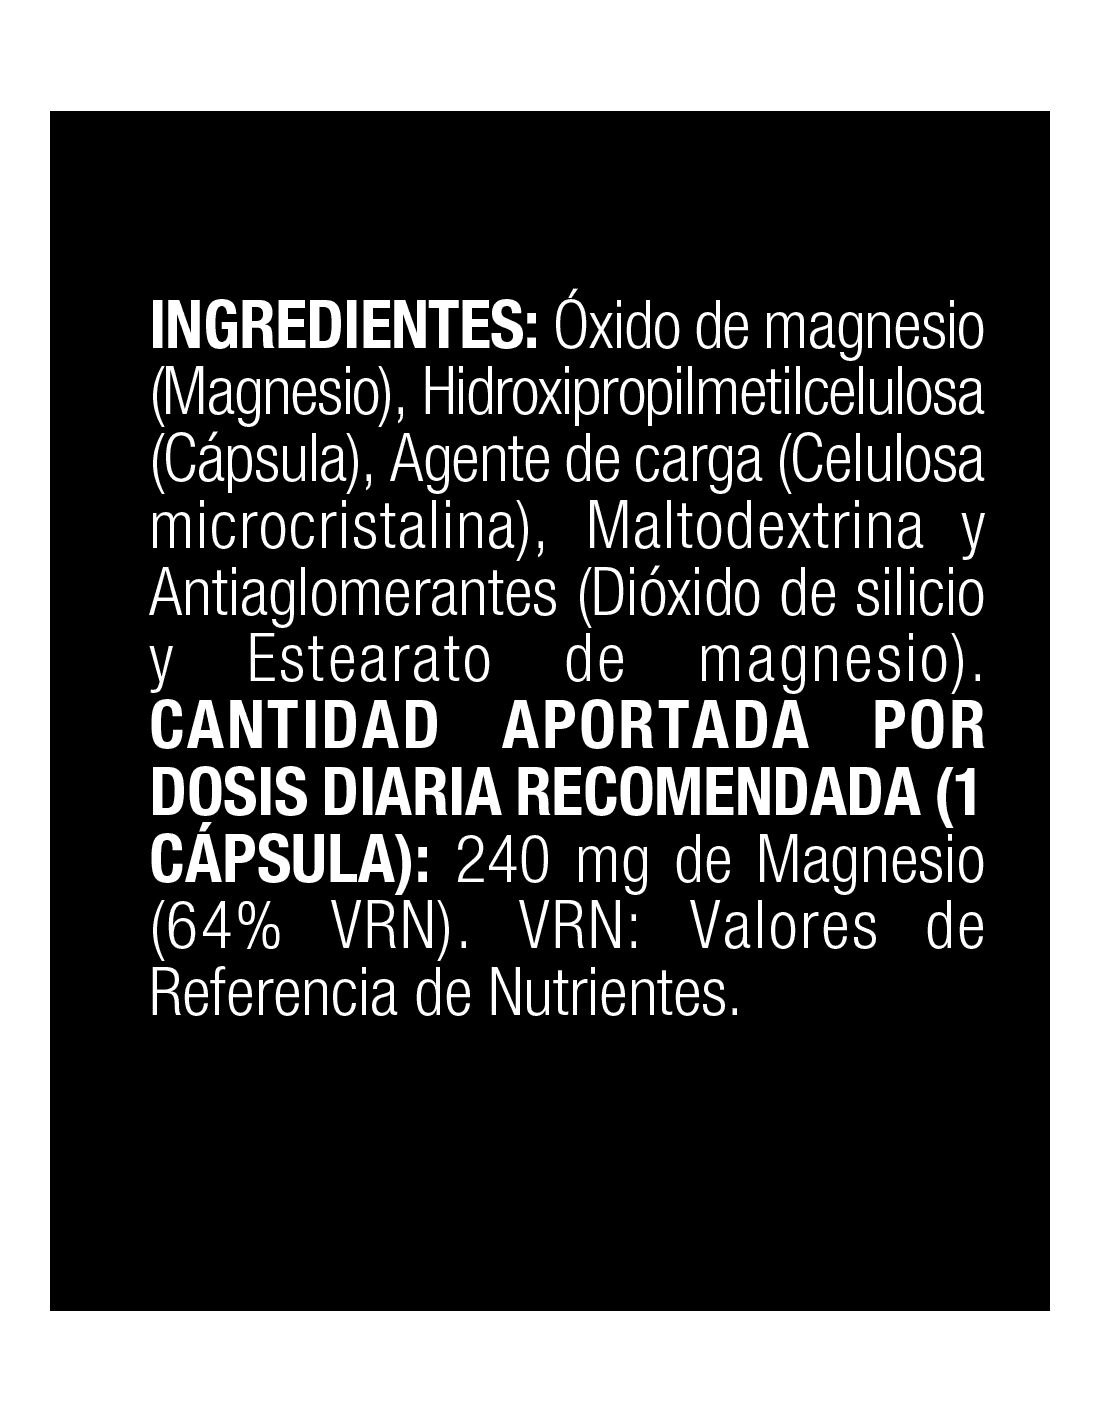 INGREDIENTES: Óxido de magnesio
(Magnesio), Hidroxipropilmetilcelulosa
(Cápsula), Agente de carga (Celulosa
microcristalina), Maltodextrina y
Antiaglomerantes (Dióxido de silicio
y Estearato de magnesio).
CANTIDAD APORTADA POR
DOSIS DIARIA RECOMENDADA (1
CÁPSULA): 240 mg de Magnesio
(64% VRN). VRN: Valores de
Referencia de Nutrientes.